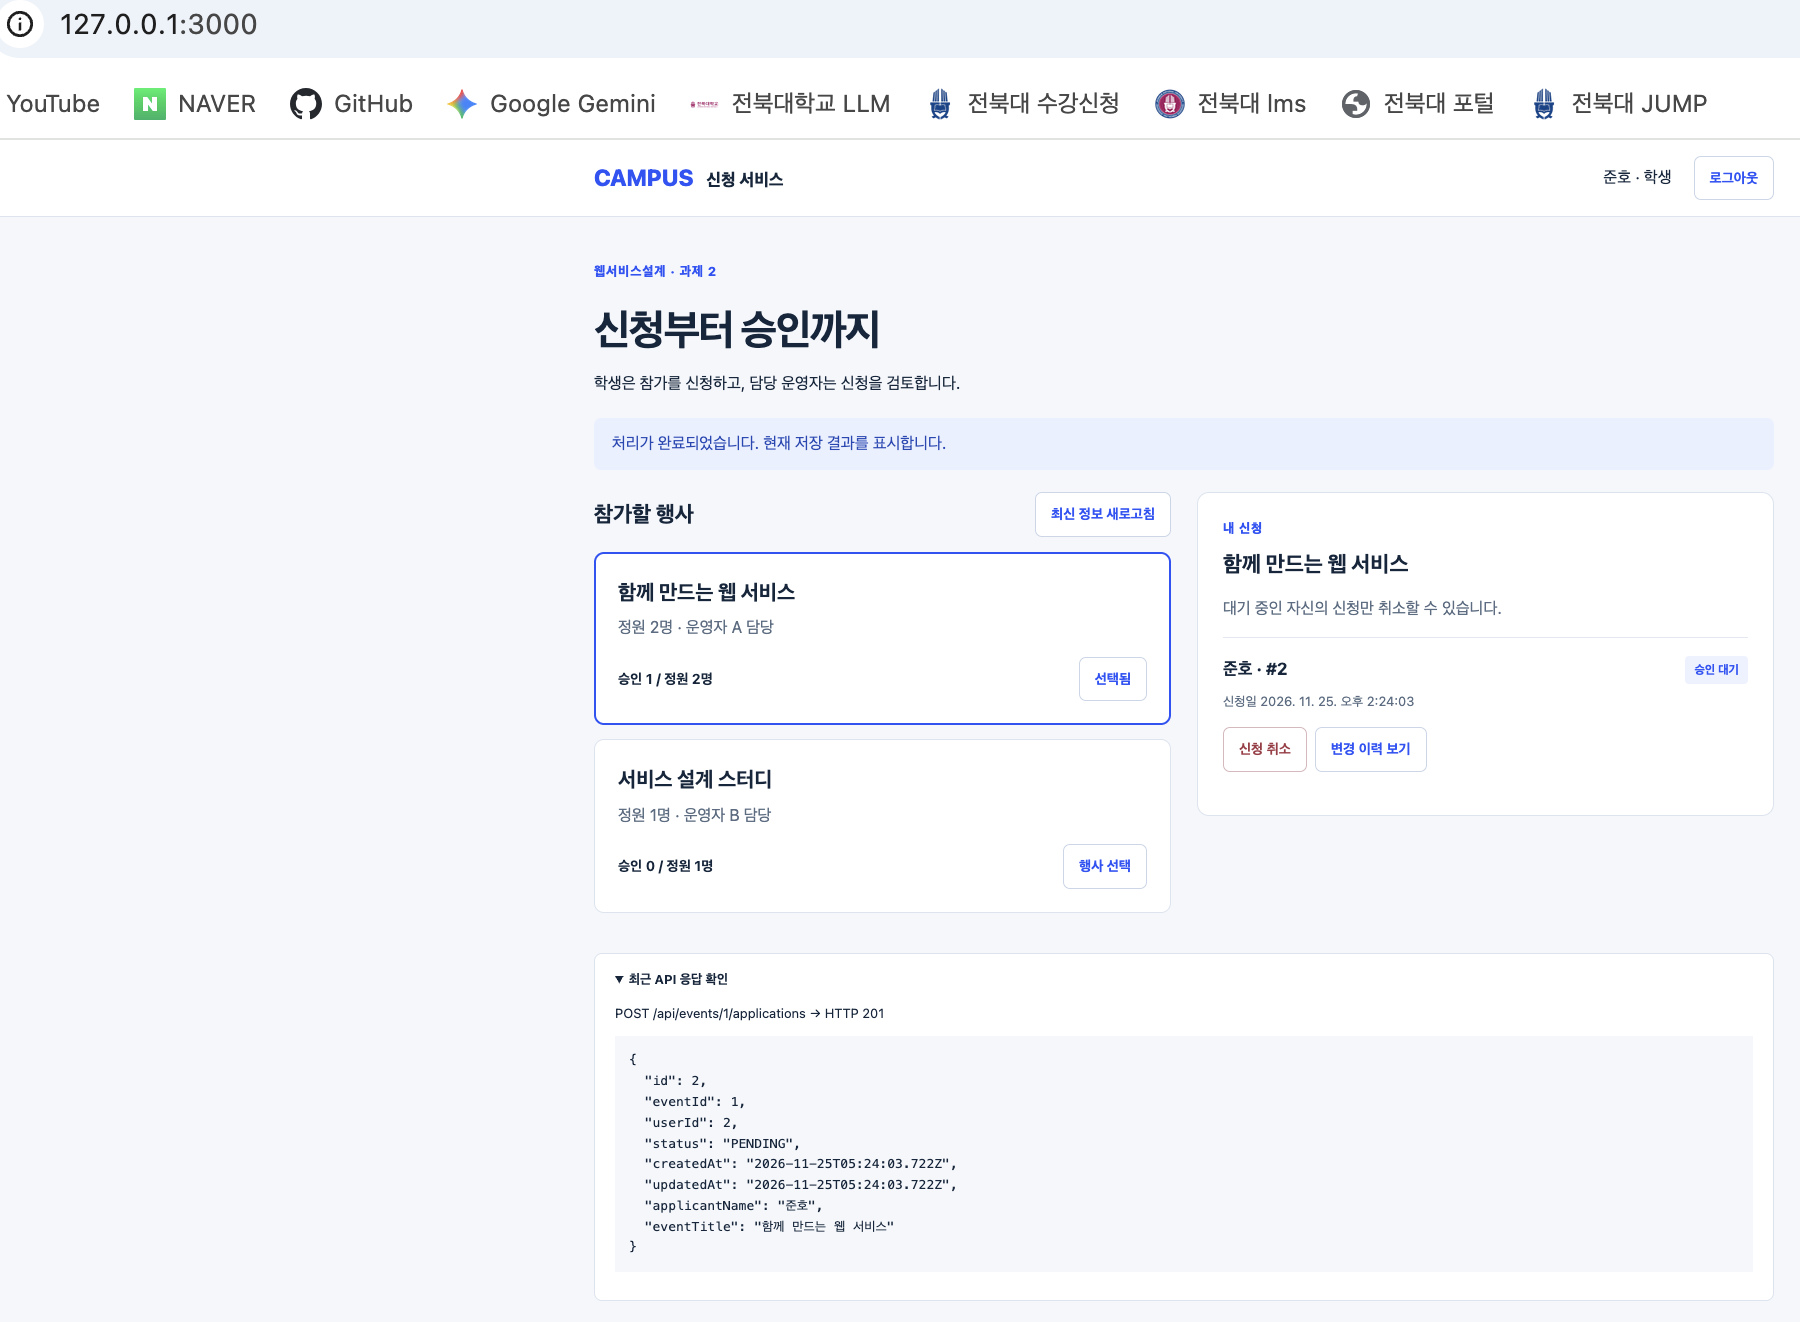 127.0.0.1:3000
YouTube NAVER GitHub Google Gemini 전북대학교 LLM 전북대 수강신청 전북대 lms 전북대 포털 전북대 JUMP
CAMPUS 신청 서비스
준호 · 학생 로그아웃
웹서비스설계 · 과제 2
신청부터 승인까지
학생은 참가를 신청하고, 담당 운영자는 신청을 검토합니다.
처리가 완료되었습니다. 현재 저장 결과를 표시합니다.
참가할 행사
최신 정보 새로고침
함께 만드는 웹 서비스
정원 2명 · 운영자 A 담당
승인 1 / 정원 2명
선택됨
서비스 설계 스터디
정원 1명 · 운영자 B 담당
승인 0 / 정원 1명
행사 선택
내 신청
함께 만드는 웹 서비스
대기 중인 자신의 신청만 취소할 수 있습니다.
준호 · #2
승인 대기
신청일 2026. 11. 25. 오후 2:24:03
신청 취소
변경 이력 보기
▼ 최근 API 응답 확인
POST /api/events/1/applications → HTTP 201
{
"id": 2,
"eventId": 1,
"userId": 2,
"status": "PENDING",
"createdAt": "2026-11-25T05:24:03.722Z",
"updatedAt": "2026-11-25T05:24:03.722Z",
"applicantName": "준호",
"eventTitle": "함께 만드는 웹 서비스"
}